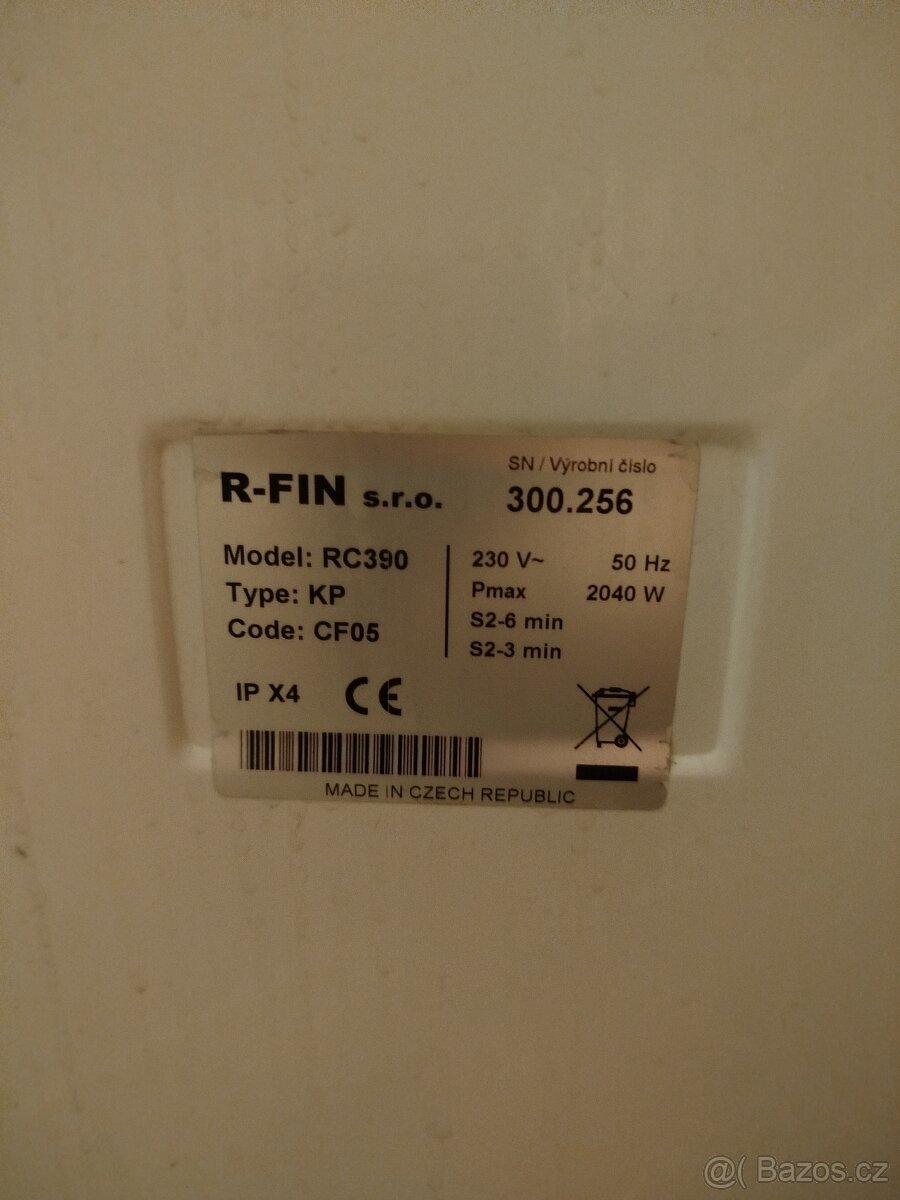 R-FIN s.r.o.
SN / Výrobní číslo
300.256
Model: RC390
Type: KP
Code: CF05
230 V~ 50 Hz
Pmax 2040 W
S2-6 min
S2-3 min
IP X4 CE
MADE IN CZECH REPUBLIC
@( Bazos.cz